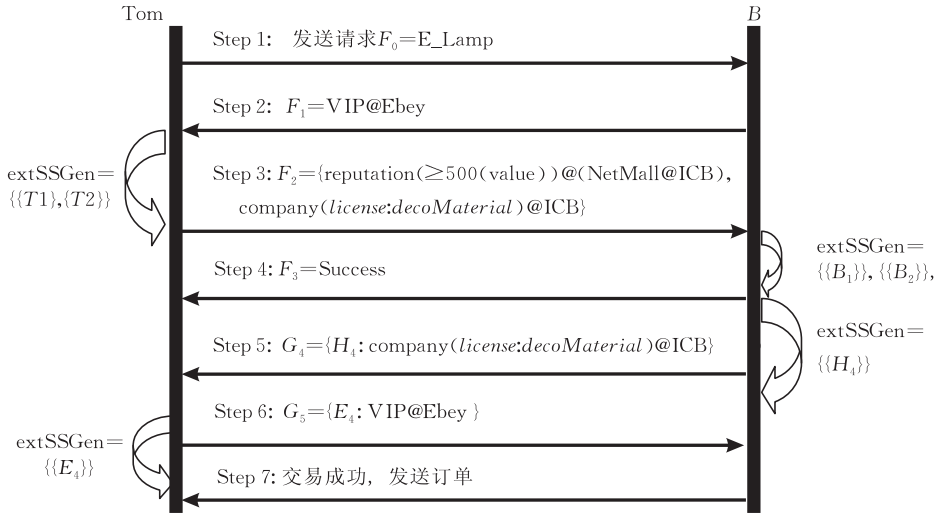 Tom
B
Step 1: 发送请求F₀=E_Lamp
Step 2: F₁=VIP@Ebey
extSSGen=
{{T1},{T2}}
Step 3: F₂={reputation(≥500(value))@(NetMall@ICB),
company(license:decoMaterial)@ICB}
extSSGen=
{{B₁}},{{B₂}},
Step 4: F₃=Success
extSSGen=
{{H₄}}
Step 5: G₄={H₄: company(license:decoMaterial)@ICB}
Step 6: G₅={E₄: VIP@Ebey }
extSSGen=
{{E₄}}
Step 7: 交易成功, 发送订单